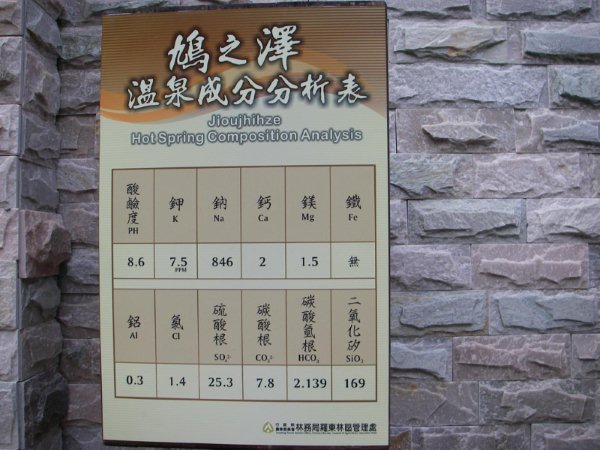 鳩之澤
溫泉成分分析表
Jioujhihze
Hot Spring Composition Analysis
酸鹼度 鉀 鈉 鈣 鎂 鐵
PH K Na Ca Mg Fe
8.6 7.5 846 2 1.5 無
PPM
鋁 氯 硫酸根 碳酸根 碳酸氫根 二氧化矽
Al Cl SO₄²⁻ CO₃²⁻ HCO₃ SiO₃
0.3 1.4 25.3 7.8 2.139 169
林務局羅東林區管理處